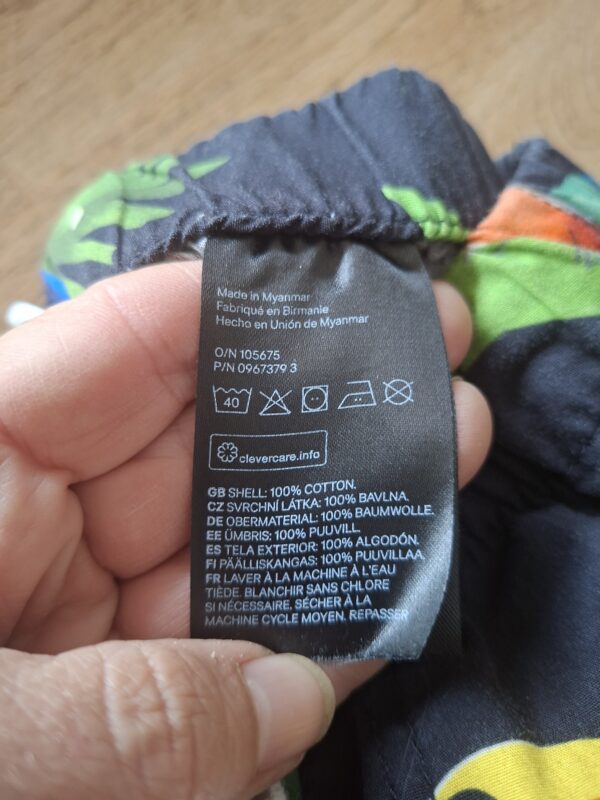 Made in Myanmar
Fabriqué en Birmanie
Hecho en Unión de Myanmar
O/N 105675
P/N 0967379 3
40
clevercare.info
GB SHELL: 100% COTTON.
CZ SVRCHNÍ LÁTKA: 100% BAVLNA.
DE OBERMATERIAL: 100% BAUMWOLLE.
EE ÜMBRIS: 100% PUUVILL.
ES TELA EXTERIOR: 100% ALGODÓN.
FI PÄÄLLISKANGAS: 100% PUUVILLAA.
FR LAVER À LA MACHINE À L'EAU
TIÈDE. BLANCHIR SANS CHLORE
SI NÉCESSAIRE. SÉCHER À LA
MACHINE CYCLE MOYEN. REPASSER